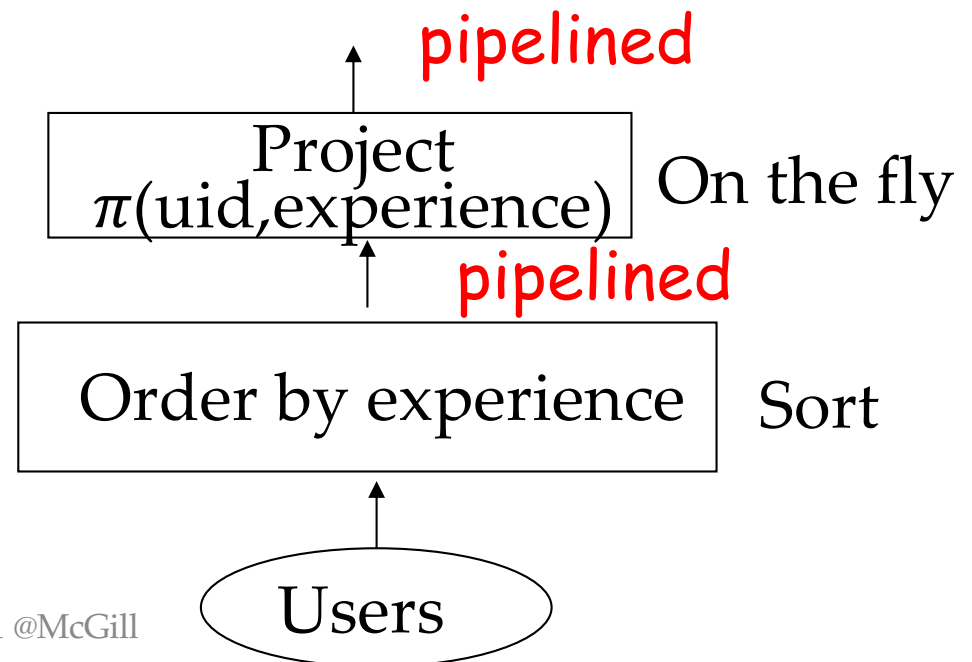 pipelined
Project
π(uid,experience)
On the fly
pipelined
Order by experience
Sort
Users
@McGill